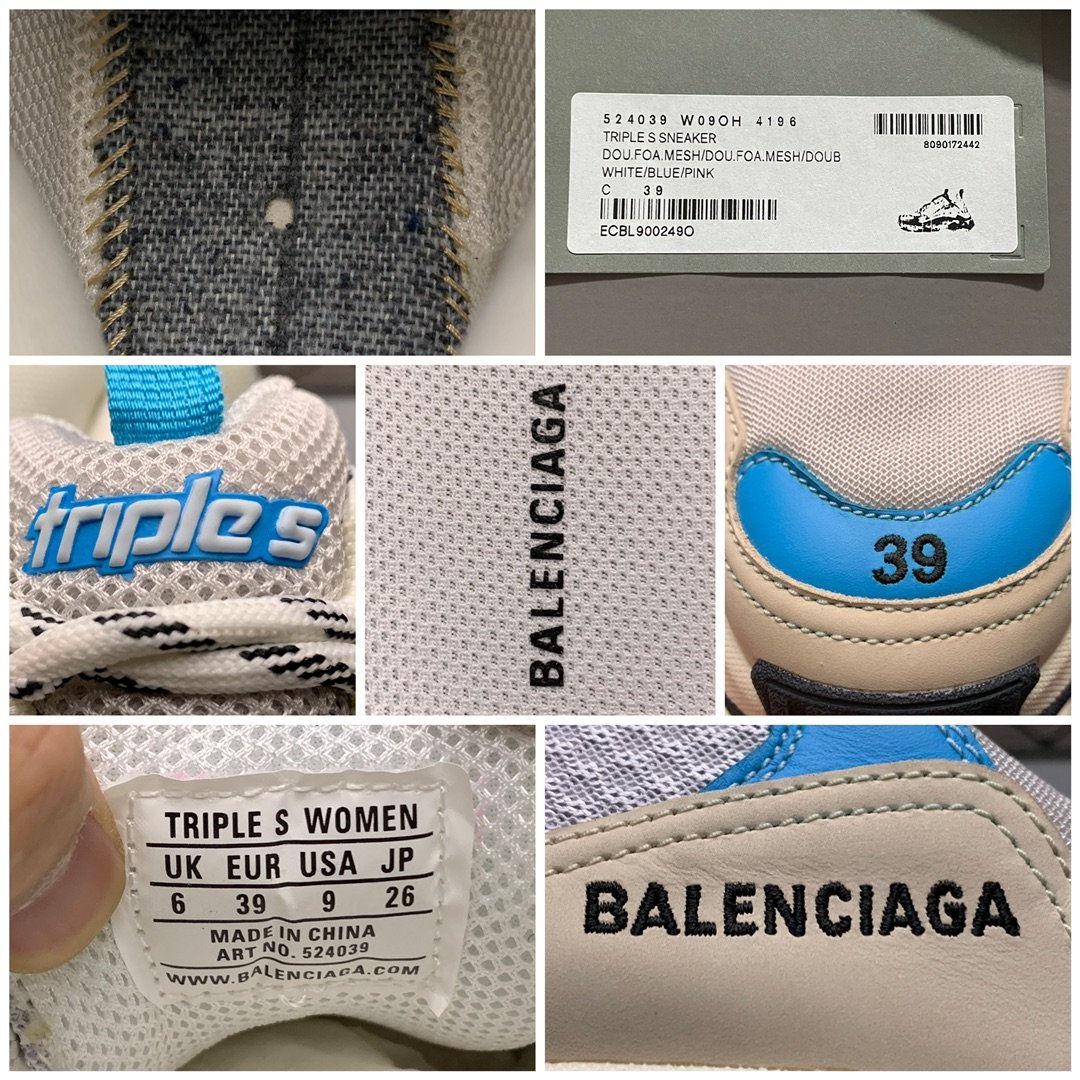 524039 W09OH 4196
TRIPLE S SNEAKER
DOU.FOA.MESH/DOU.FOA.MESH/DOUB
WHITE/BLUE/PINK
C 39
ECBL900249O
8090172442
triple s
BALENCIAGA
39
TRIPLE S WOMEN
UK EUR USA JP
6 39 9 26
MADE IN CHINA
ART NO. 524039
WWW.BALENCIAGA.COM
BALENCIAGA